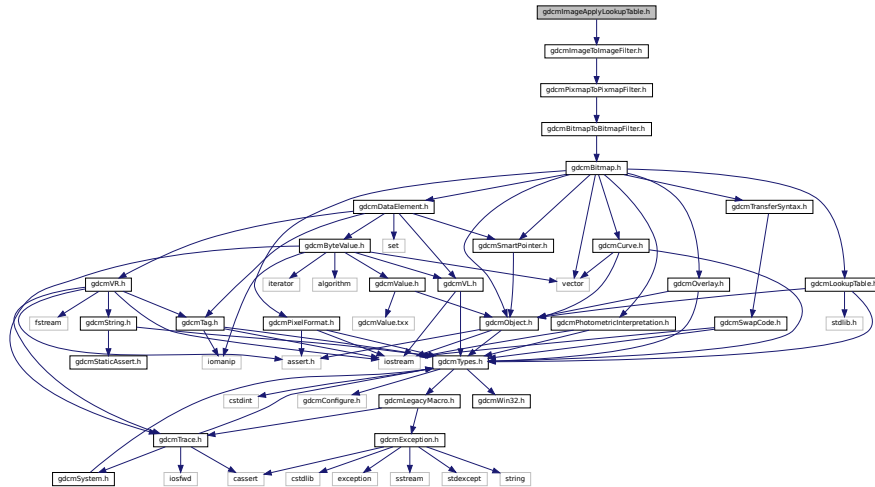 gdcmImageApplyLookupTable.h
gdcmImageToImageFilter.h
gdcmPixmapToPixmapFilter.h
gdcmBitmapToBitmapFilter.h
gdcmBitmap.h
gdcmDataElement.h
gdcmTransferSyntax.h
gdcmByteValue.h
set
gdcmSmartPointer.h
gdcmCurve.h
gdcmVR.h
iterator
algorithm
gdcmValue.h
gdcmVL.h
vector
gdcmOverlay.h
gdcmLookupTable.h
fstream
gdcmString.h
gdcmTag.h
gdcmPixelFormat.h
gdcmValue.txx
gdcmObject.h
gdcmPhotometricInterpretation.h
gdcmSwapCode.h
stdlib.h
gdcmStaticAssert.h
iomanip
assert.h
iostream
gdcmTypes.h
cstdint
gdcmConfigure.h
gdcmLegacyMacro.h
gdcmWin32.h
gdcmTrace.h
gdcmException.h
gdcmSystem.h
iosfwd
cassert
cstdlib
exception
sstream
stdexcept
string